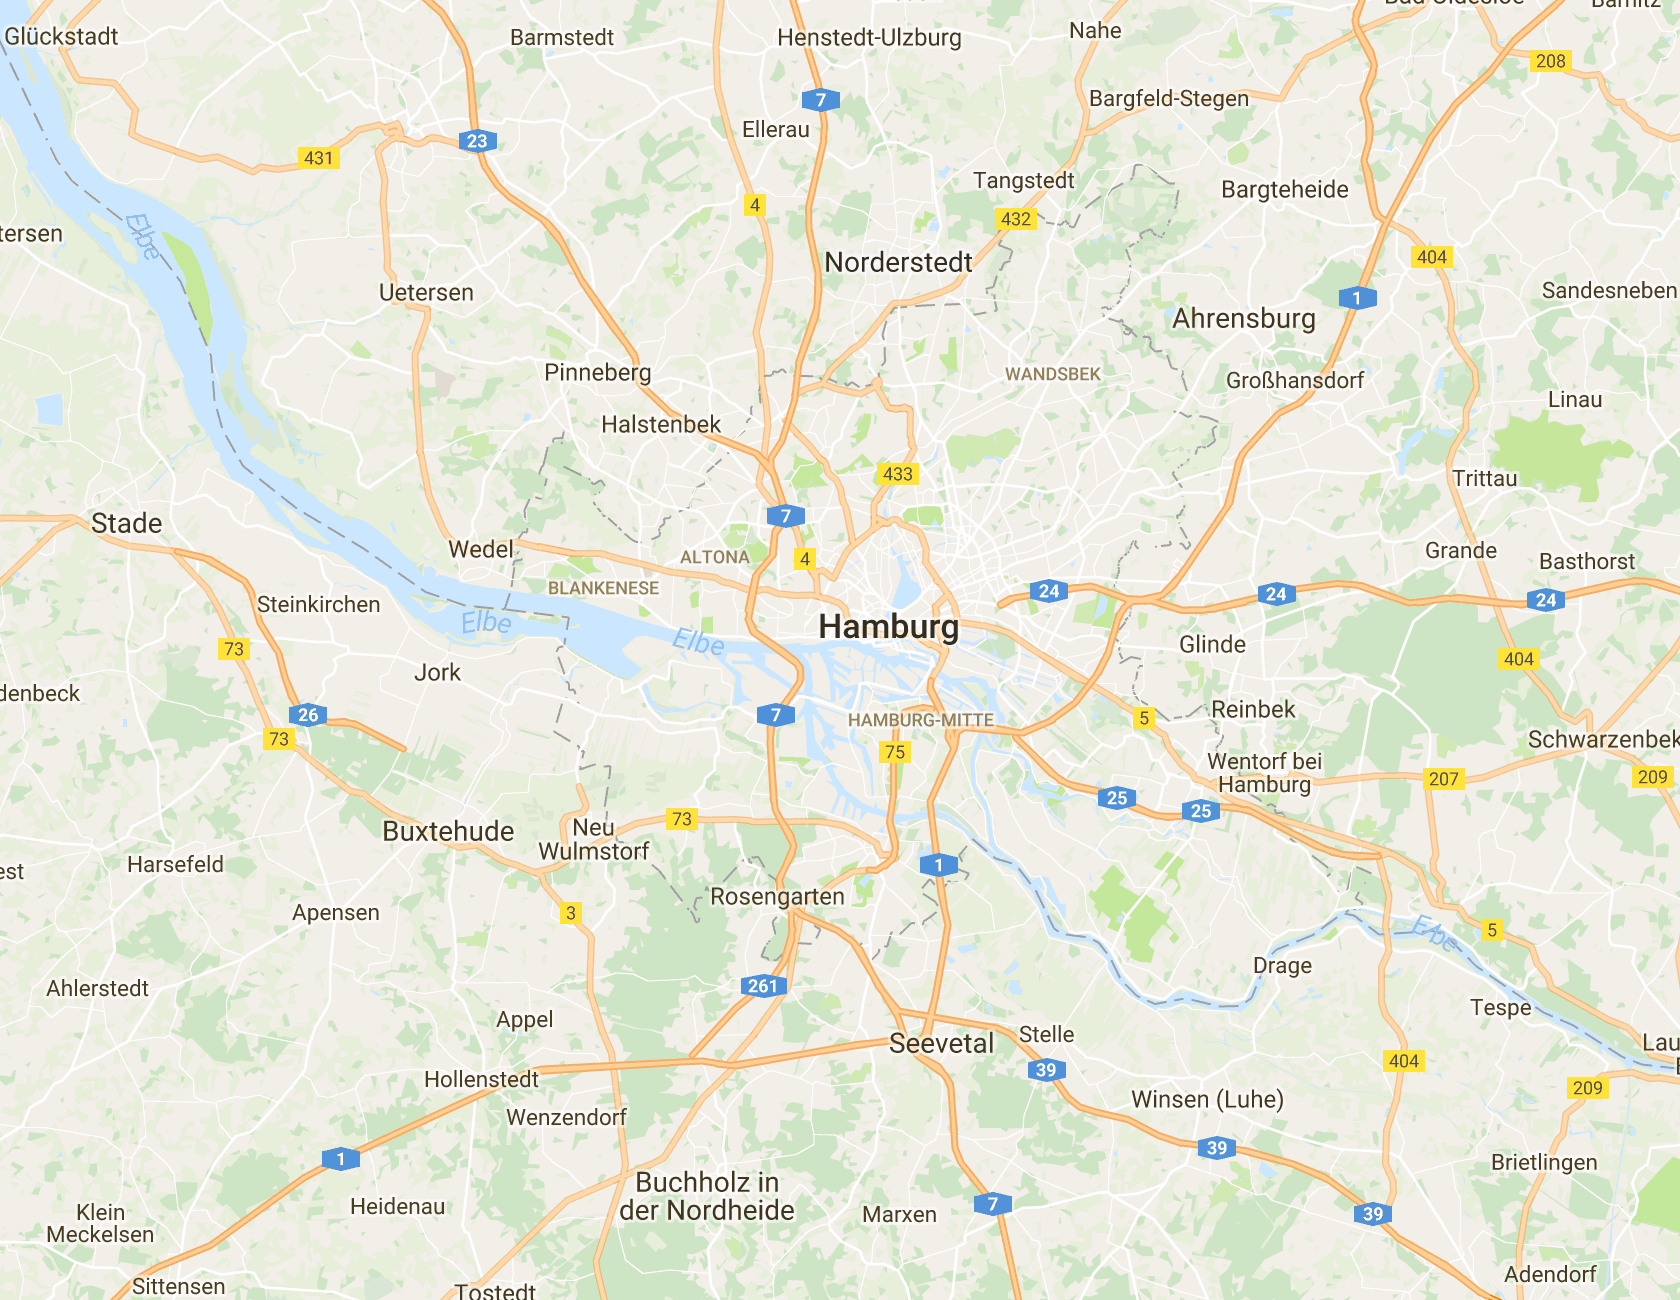 Glückstadt
Barmstedt
Henstedt-Ulzburg
Nahe
208
Bargfeld-Stegen
7
Ellerau
23
431
Tangstedt
Bargteheide
4
432
Elbe
Norderstedt
404
Uetersen
Sandesneben
1
Ahrensburg
Pinneberg
WANDSBEK
Großhansdorf
Linau
Halstenbek
433
Trittau
7
Stade
Wedel
ALTONA
4
Grande
Basthorst
BLANKENESE
24
24
24
Steinkirchen
Elbe
Elbe
Hamburg
Glinde
73
404
Jork
26
7
HAMBURG-MITTE
5
Reinbek
73
75
Schwarzenbek
Wentorf bei
Hamburg
207
209
25
25
Buxtehude
Neu
Wulmstorf
73
Harsefeld
1
Rosengarten
Apensen
3
Elbe
5
Drage
Ahlerstedt
261
Tespe
Appel
Seevetal
Stelle
39
404
Hollenstedt
209
Wenzendorf
Winsen (Luhe)
1
39
Brietlingen
Buchholz in
der Nordheide
7
Heidenau
Marxen
39
Klein
Meckelsen
Sittensen
Adendorf
Tostedt